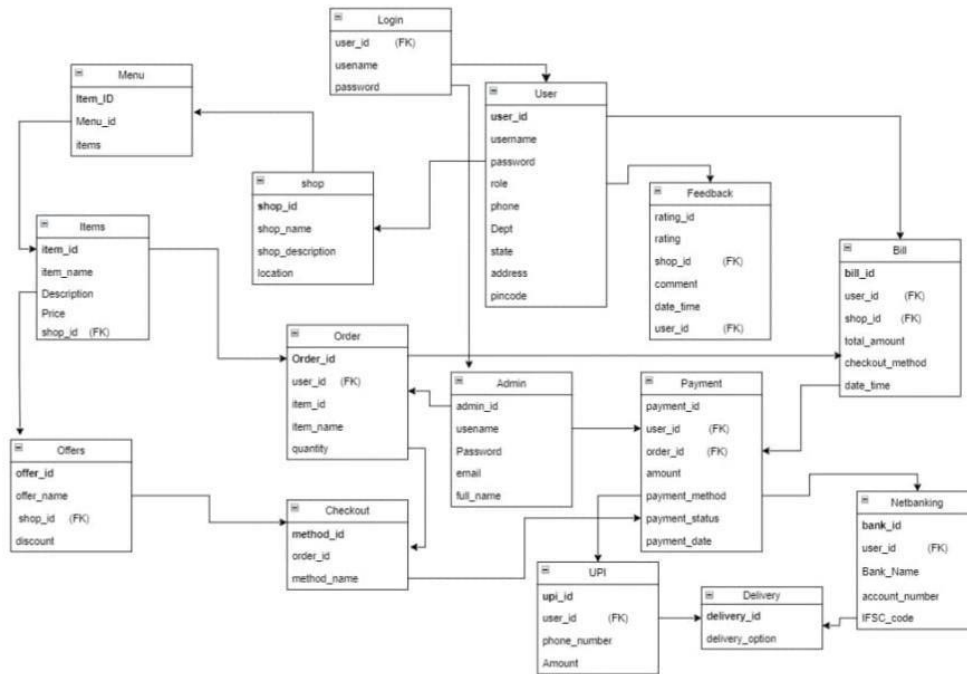 Login
user_id (FK)
usename
password
Menu
Item_ID
Menu_id
items
User
user_id
username
password
role
phone
Dept
state
address
pincode
shop
shop_id
shop_name
shop_description
location
Feedback
rating_id
rating
shop_id (FK)
comment
date_time
user_id (FK)
Items
item_id
item_name
Description
Price
shop_id (FK)
Bill
bill_id
user_id (FK)
shop_id (FK)
total_amount
checkout_method
date_time
Order
Order_id
user_id (FK)
item_id
item_name
quantity
Admin
admin_id
usename
Password
email
full_name
Payment
payment_id
user_id (FK)
order_id (FK)
amount
payment_method
payment_status
payment_date
Offers
offer_id
offer_name
shop_id (FK)
discount
Checkout
method_id
order_id
method_name
Netbanking
bank_id
user_id (FK)
Bank_Name
account_number
IFSC_code
UPI
upi_id
user_id (FK)
phone_number
Amount
Delivery
delivery_id
delivery_option